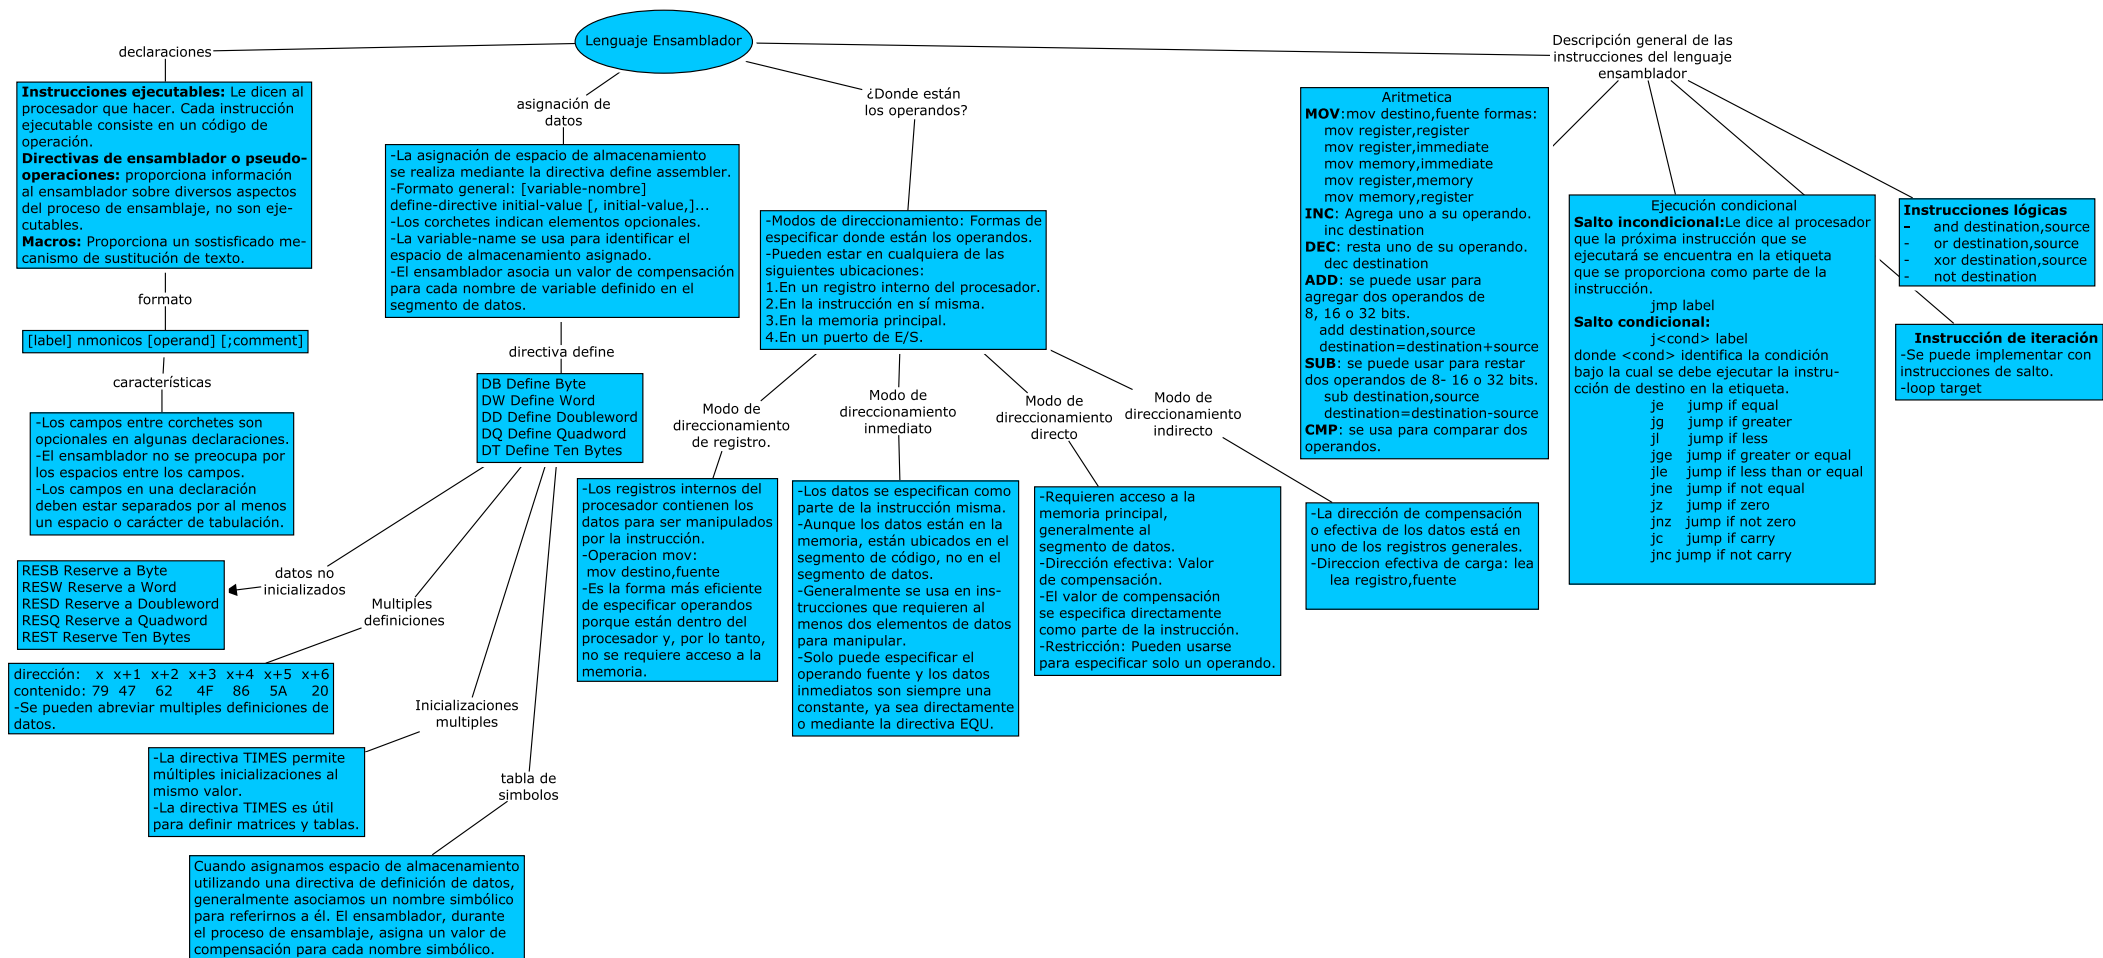 Lenguaje Ensamblador
declaraciones
Instrucciones ejecutables: Le dicen al
procesador que hacer. Cada instrucción
ejecutable consiste en un código de
operación.
Directivas de ensamblador o pseudo-
operaciones: proporciona información
al ensamblador sobre diversos aspectos
del proceso de ensamblaje, no son eje-
cutables.
Macros: Proporciona un sostisficado me-
canismo de sustitución de texto.
formato
[label] nmonicos [operand] [;comment]
características
-Los campos entre corchetes son
opcionales en algunas declaraciones.
-El ensamblador no se preocupa por
los espacios entre los campos.
-Los campos en una declaración
deben estar separados por al menos
un espacio o carácter de tabulación.
asignación de
datos
-La asignación de espacio de almacenamiento
se realiza mediante la directiva define assembler.
-Formato general: [variable-nombre]
define-directive initial-value [, initial-value,]...
-Los corchetes indican elementos opcionales.
-La variable-name se usa para identificar el
espacio de almacenamiento asignado.
-El ensamblador asocia un valor de compensación
para cada nombre de variable definido en el
segmento de datos.
directiva define
DB Define Byte
DW Define Word
DD Define Doubleword
DQ Define Quadword
DT Define Ten Bytes
datos no
inicializados
RESB Reserve a Byte
RESW Reserve a Word
RESD Reserve a Doubleword
RESQ Reserve a Quadword
REST Reserve Ten Bytes
Multiples
definiciones
dirección: x x+1 x+2 x+3 x+4 x+5 x+6
contenido: 79 47 62 4F 86 5A 20
-Se pueden abreviar multiples definiciones de
datos.
Inicializaciones
multiples
-La directiva TIMES permite
múltiples inicializaciones al
mismo valor.
-La directiva TIMES es útil
para definir matrices y tablas.
tabla de
simbolos
Cuando asignamos espacio de almacenamiento
utilizando una directiva de definición de datos,
generalmente asociamos un nombre simbólico
para referirnos a él. El ensamblador, durante
el proceso de ensamblaje, asigna un valor de
compensación para cada nombre simbólico.
¿Donde están
los operandos?
-Modos de direccionamiento: Formas de
especificar donde están los operandos.
-Pueden estar en cualquiera de las
siguientes ubicaciones:
1.En un registro interno del procesador.
2.En la instrucción en sí misma.
3.En la memoria principal.
4.En un puerto de E/S.
Modo de
direccionamiento
de registro.
-Los registros internos del
procesador contienen los
datos para ser manipulados
por la instrucción.
-Operacion mov:
mov destino,fuente
-Es la forma más eficiente
de especificar operandos
porque están dentro del
procesador y, por lo tanto,
no se requiere acceso a la
memoria.
Modo de
direccionamiento
inmediato
-Los datos se especifican como
parte de la instrucción misma.
-Aunque los datos están en la
memoria, están ubicados en el
segmento de código, no en el
segmento de datos.
-Generalmente se usa en ins-
trucciones que requieren al
menos dos elementos de datos
para manipular.
-Solo puede especificar el
operando fuente y los datos
inmediatos son siempre una
constante, ya sea directamente
o mediante la directiva EQU.
Modo de
direccionamiento
directo
-Requieren acceso a la
memoria principal,
generalmente al
segmento de datos.
-Dirección efectiva: Valor
de compensación.
-El valor de compensación
se especifica directamente
como parte de la instrucción.
-Restricción: Pueden usarse
para especificar solo un operando.
Modo de
direccionamiento
indirecto
-La dirección de compensación
o efectiva de los datos está en
uno de los registros generales.
-Direccion efectiva de carga: lea
lea registro,fuente
Descripción general de las
instrucciones del lenguaje
ensamblador
Aritmetica
MOV:mov destino,fuente formas:
mov register,register
mov register,immediate
mov memory,immediate
mov register,memory
mov memory,register
INC: Agrega uno a su operando.
inc destination
DEC: resta uno de su operando.
dec destination
ADD: se puede usar para
agregar dos operandos de
8, 16 o 32 bits.
add destination,source
destination=destination+source
SUB: se puede usar para restar
dos operandos de 8- 16 o 32 bits.
sub destination,source
destination=destination-source
CMP: se usa para comparar dos
operandos.
Ejecución condicional
Salto incondicional:Le dice al procesador
que la próxima instrucción que se
ejecutará se encuentra en la etiqueta
que se proporciona como parte de la
instrucción.
jmp label
Salto condicional:
j<cond> label
donde <cond> identifica la condición
bajo la cual se debe ejecutar la instru-
cción de destino en la etiqueta.
je jump if equal
jg jump if greater
jl jump if less
jge jump if greater or equal
jle jump if less than or equal
jne jump if not equal
jz jump if zero
jnz jump if not zero
jc jump if carry
jnc jump if not carry
Instrucciones lógicas
- and destination,source
- or destination,source
- xor destination,source
- not destination
Instrucción de iteración
-Se puede implementar con
instrucciones de salto.
-loop target